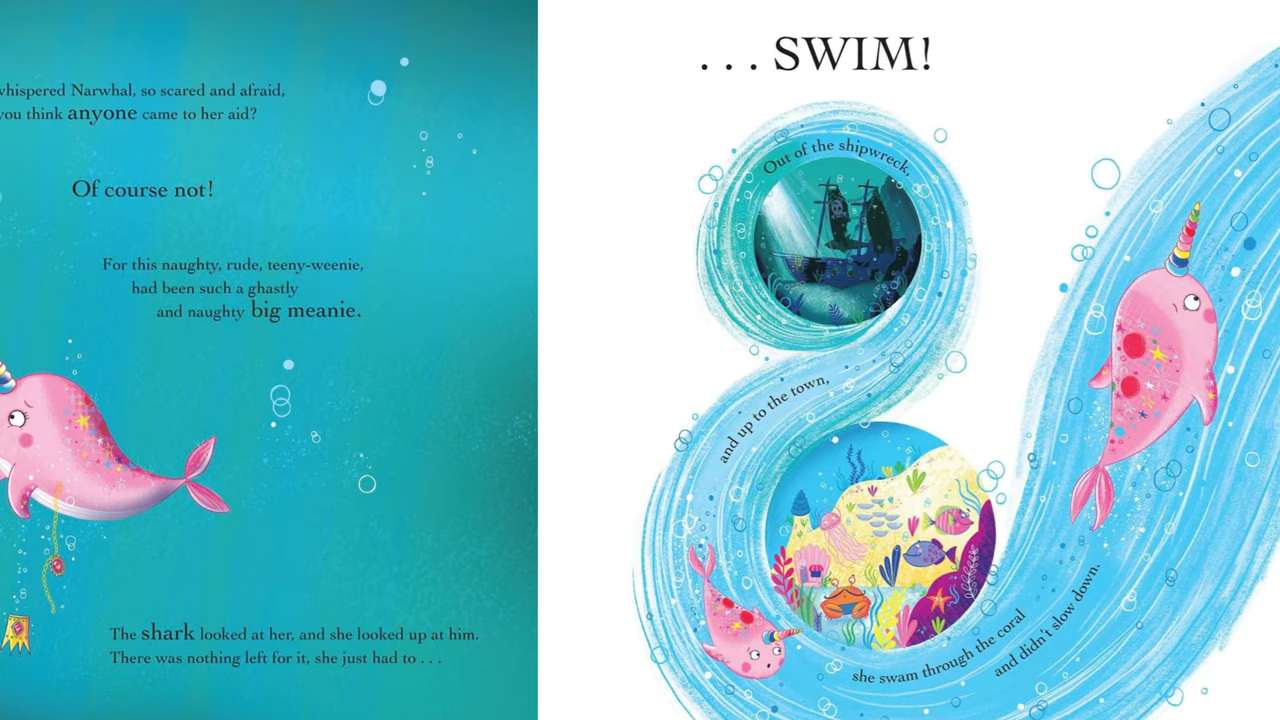 whispered Narwhal, so scared and afraid,
you think anyone came to her aid?
Of course not!
For this naughty, rude, teeny-weenie,
had been such a ghastly
and naughty big meanie.
The shark looked at her, and she looked up at him.
There was nothing left for it, she just had to . . .
. . . SWIM!
Out of the shipwreck,
and up to the town,
she swam through the coral
and didn't slow down.